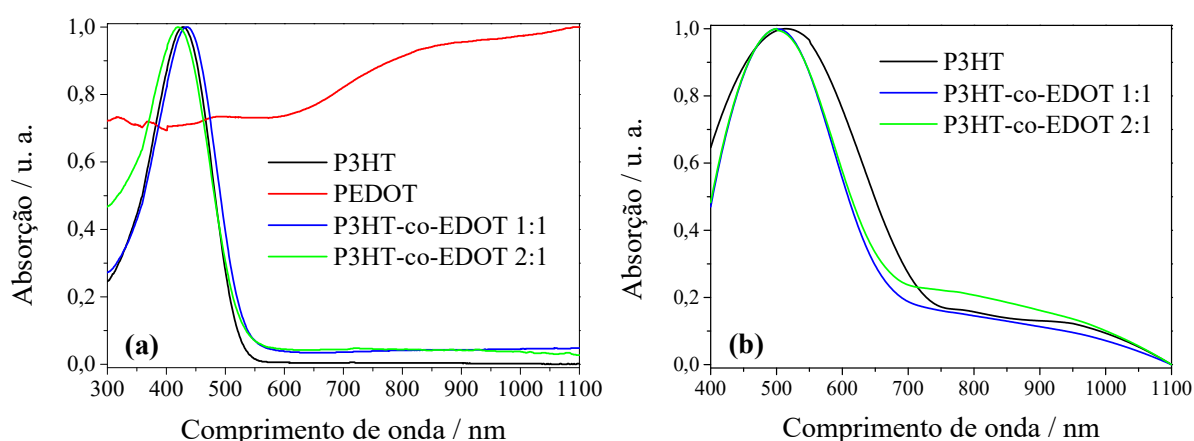 1,0
0,8
0,6
0,4
0,2
0,0
Absorção / u. a.
P3HT
PEDOT
P3HT-co-EDOT 1:1
P3HT-co-EDOT 2:1
(a)
300 400 500 600 700 800 900 1000 1100
Comprimento de onda / nm
1,0
0,8
0,6
0,4
0,2
0,0
Absorção / u. a.
P3HT
P3HT-co-EDOT 1:1
P3HT-co-EDOT 2:1
(b)
400 500 600 700 800 900 1000 1100
Comprimento de onda / nm